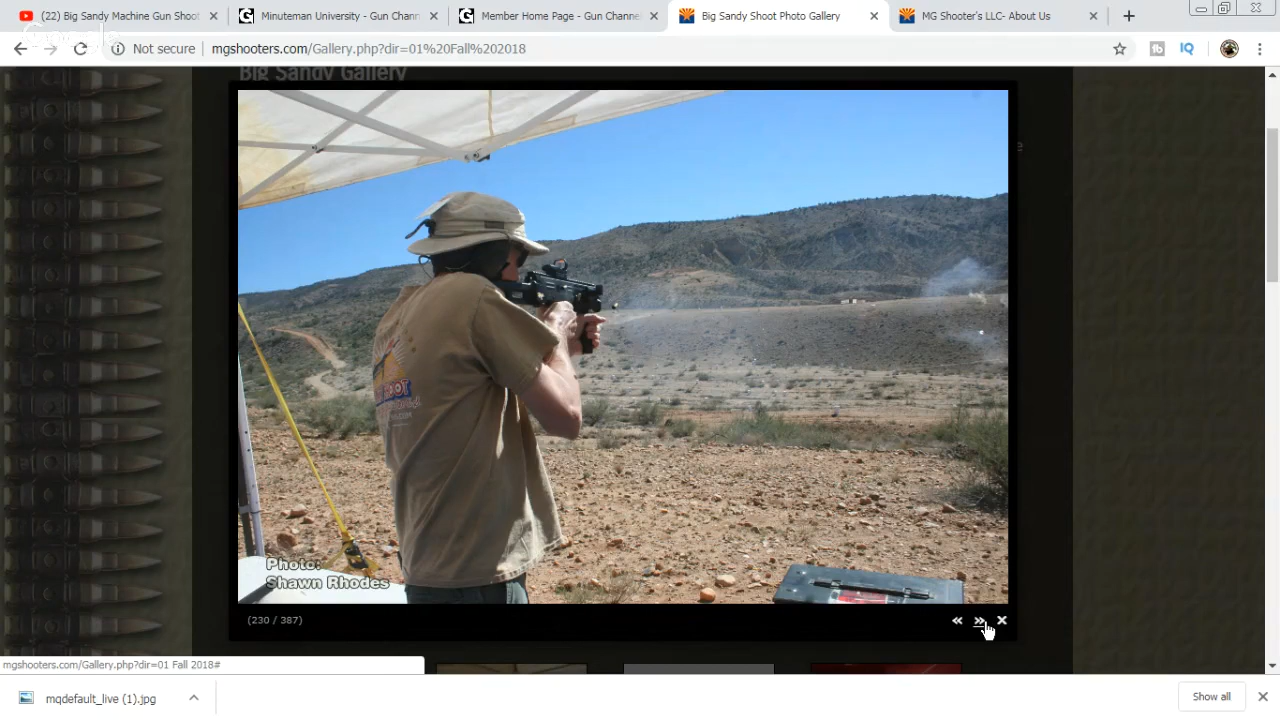 (22) Big Sandy Machine Gun Shoot
Minuteman University - Gun Chann
Member Home Page - Gun Channe
Big Sandy Shoot Photo Gallery
MG Shooter's LLC- About Us
Not secure
mgshooters.com/Gallery.php?dir=01%20Fall%202018
Big Sandy Gallery
Photo:
Shawn Rhodes
(230 / 387)
mgshooters.com/Gallery.php?dir=01 Fall 2018#
mqdefault_live (1).jpg
Show all